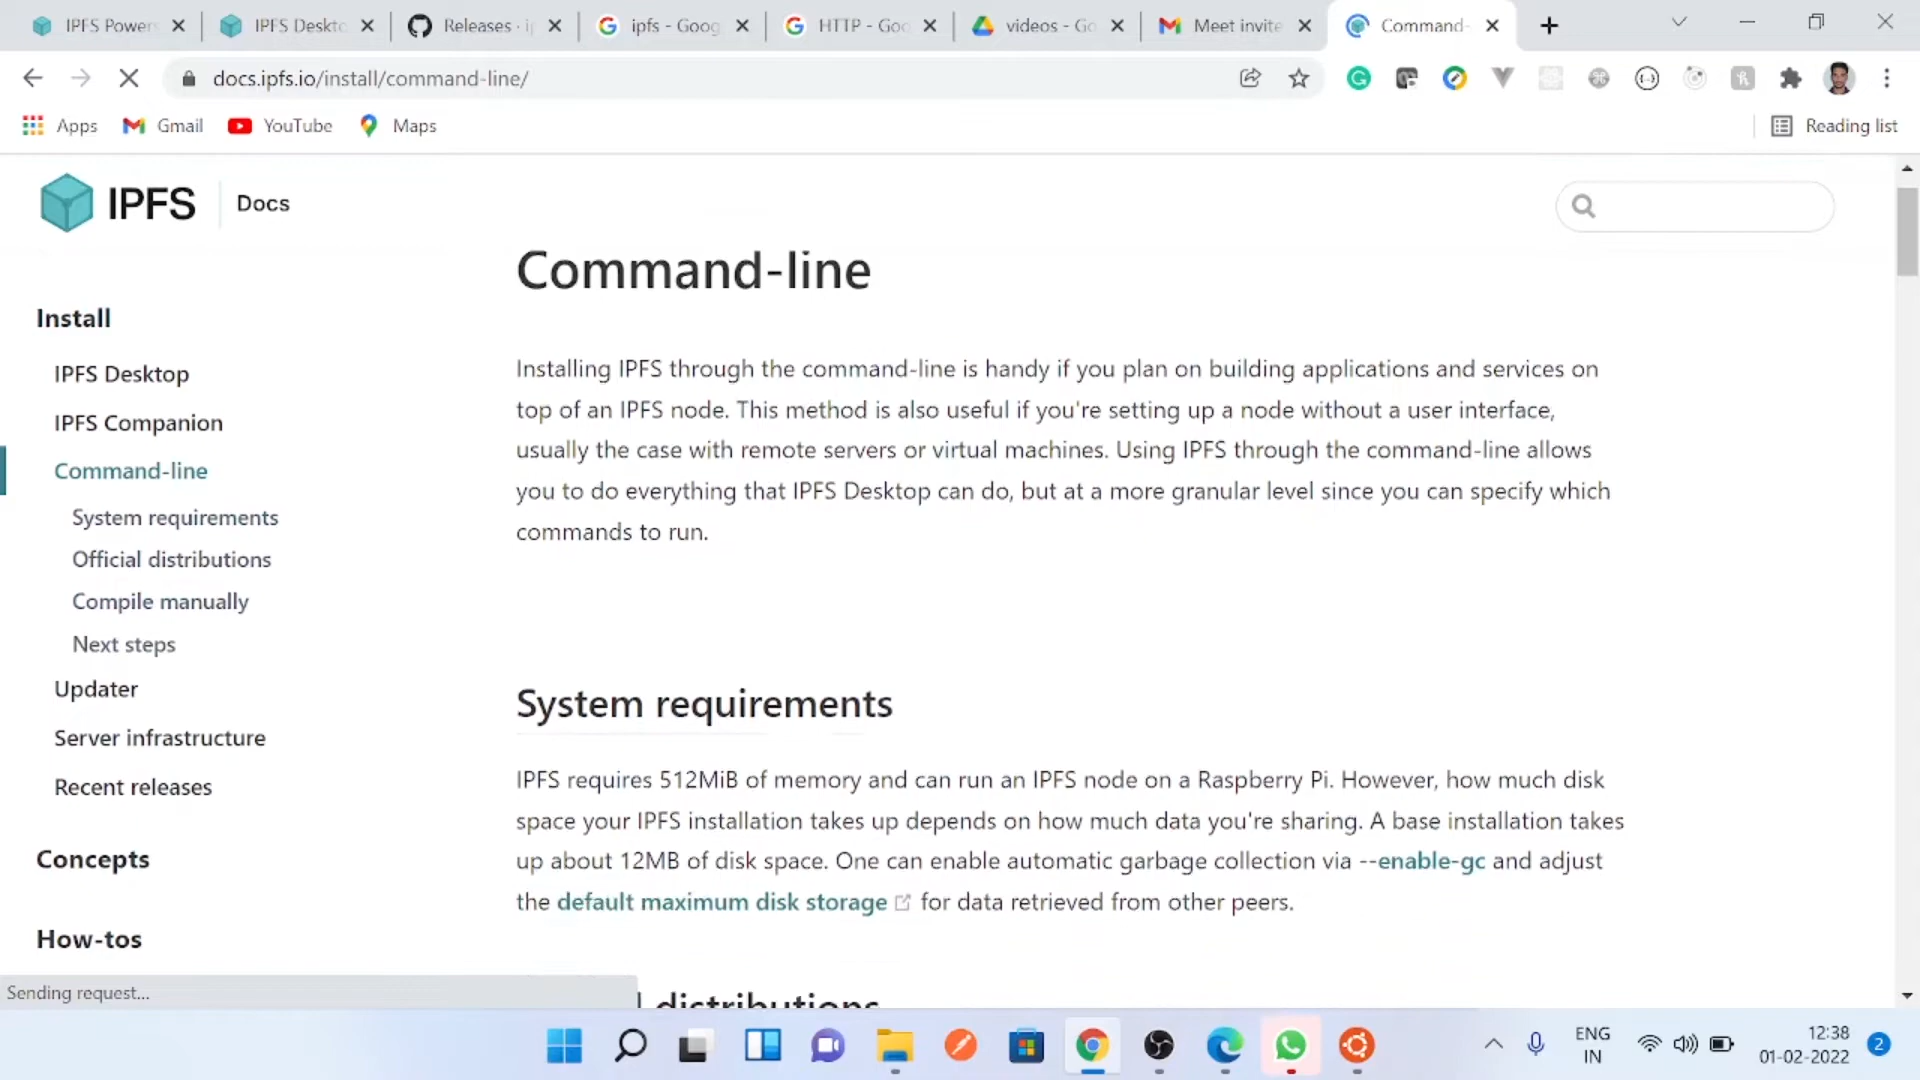 IPFS Power
IPFS Deskto
Releases · ip
ipfs - Goog
HTTP - Goo
videos - Go
Meet invite
Command-
docs.ipfs.io/install/command-line/
Apps
Gmail
YouTube
Maps
Reading list
IPFS
Docs
Install
IPFS Desktop
IPFS Companion
Command-line
System requirements
Official distributions
Compile manually
Next steps
Updater
Server infrastructure
Recent releases
Concepts
How-tos
Command-line
Installing IPFS through the command-line is handy if you plan on building applications and services on
top of an IPFS node. This method is also useful if you're setting up a node without a user interface,
usually the case with remote servers or virtual machines. Using IPFS through the command-line allows
you to do everything that IPFS Desktop can do, but at a more granular level since you can specify which
commands to run.
System requirements
IPFS requires 512MiB of memory and can run an IPFS node on a Raspberry Pi. However, how much disk
space your IPFS installation takes up depends on how much data you're sharing. A base installation takes
up about 12MB of disk space. One can enable automatic garbage collection via --enable-gc and adjust
the default maximum disk storage for data retrieved from other peers.
distributions
Sending request...
ENG
IN
12:38
01-02-2022
2